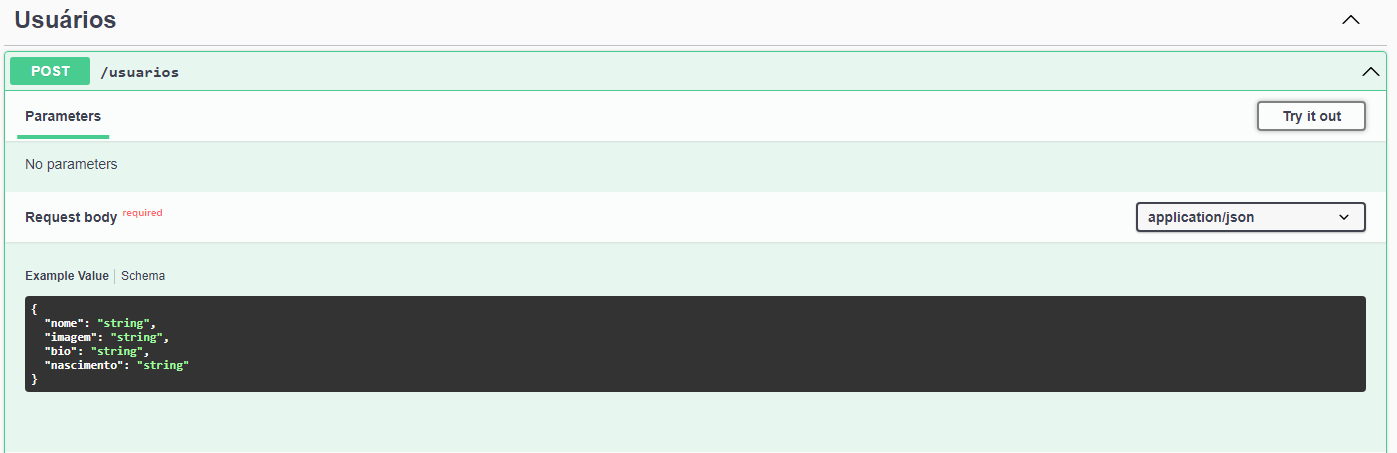 Usuários
POST /usuarios
Parameters
Try it out
No parameters
Request body required
application/json
Example Value | Schema
{
  "nome": "string",
  "imagem": "string",
  "bio": "string",
  "nascimento": "string"
}